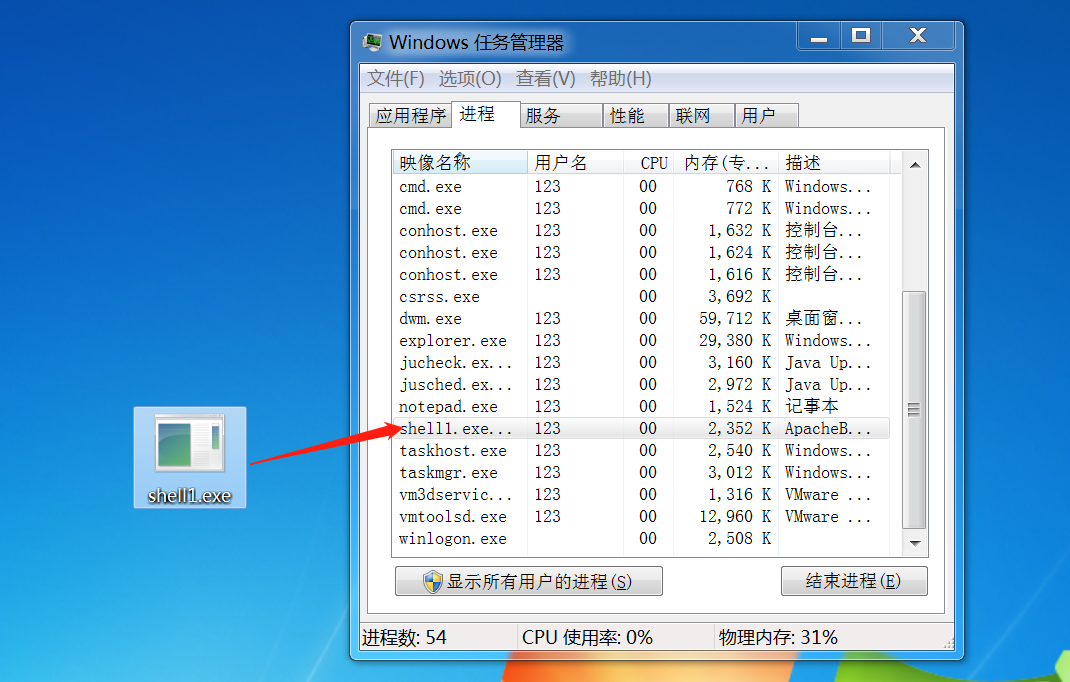 Windows 任务管理器
文件(F) 选项(O) 查看(V) 帮助(H)
应用程序 进程 服务 性能 联网 用户
映像名称 用户名 CPU 内存(专... 描述
cmd.exe 123 00 768 K Windows...
cmd.exe 123 00 772 K Windows...
conhost.exe 123 00 1,632 K 控制台...
conhost.exe 123 00 1,624 K 控制台...
conhost.exe 123 00 1,616 K 控制台...
csrss.exe 00 3,692 K
dwm.exe 123 00 59,712 K 桌面窗...
explorer.exe 123 00 29,380 K Windows...
jucheck.ex... 123 00 3,160 K Java Up...
jusched.ex... 123 00 2,972 K Java Up...
notepad.exe 123 00 1,524 K 记事本
shell1.exe... 123 00 2,352 K ApacheB...
taskhost.exe 123 00 2,540 K Windows...
taskmgr.exe 123 00 3,012 K Windows...
vm3dservic... 123 00 1,316 K VMware ...
vmtoolsd.exe 123 00 12,960 K VMware ...
winlogon.exe 00 2,508 K
显示所有用户的进程(S) 结束进程(E)
进程数: 54 CPU 使用率: 0% 物理内存: 31%
shell1.exe